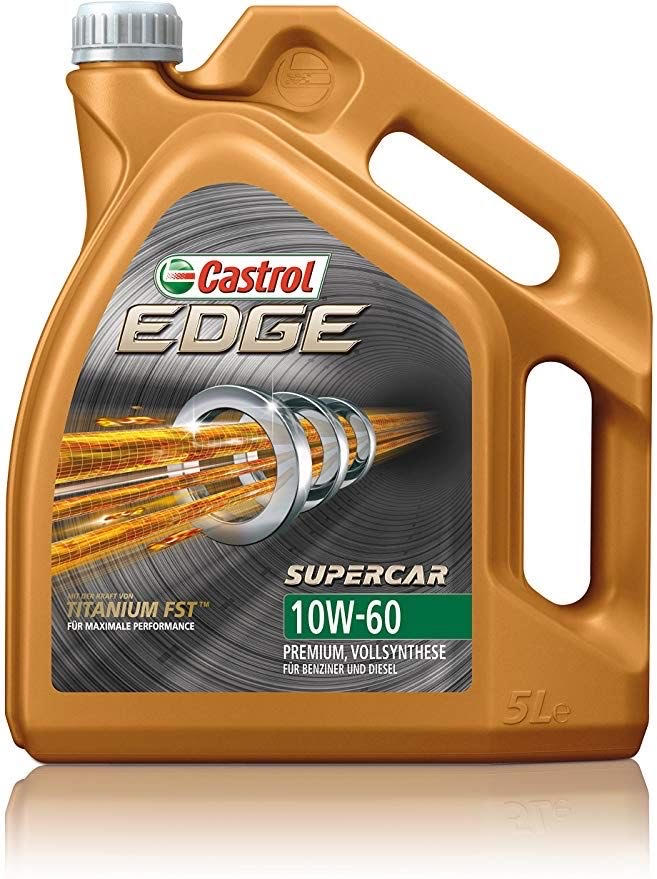 Castrol
EDGE
MIT DER KRAFT VON
TITANIUM FST™
FÜR MAXIMALE PERFORMANCE
SUPERCAR
10W-60
PREMIUM, VOLLSYNTHESE
FÜR BENZINER UND DIESEL
5L℮